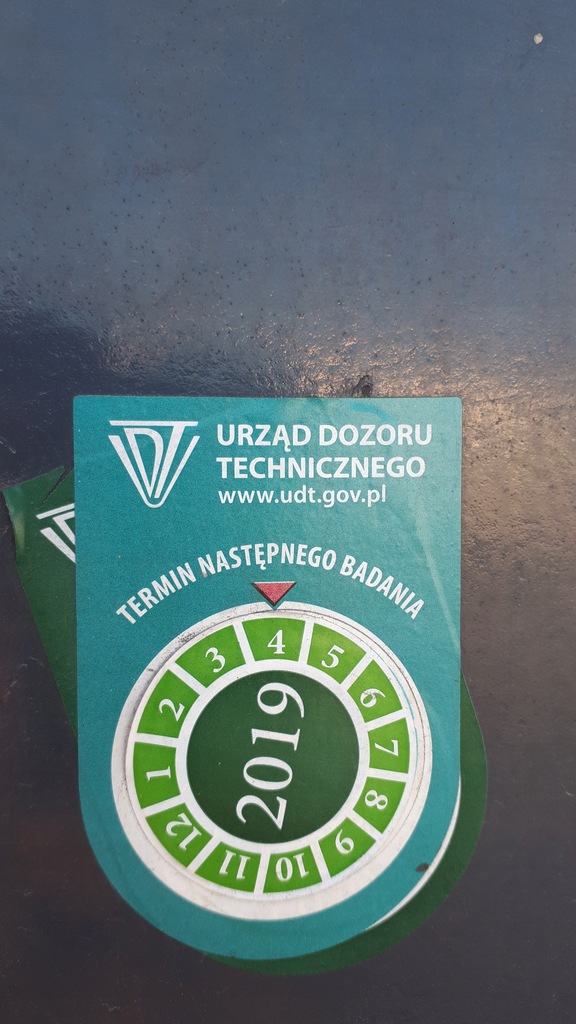 URZĄD DOZORU
TECHNICZNEGO
www.udt.gov.pl
TERMIN NASTĘPNEGO BADANIA
1 2 3 4 5 6 7 8 9 10 11 12
2019